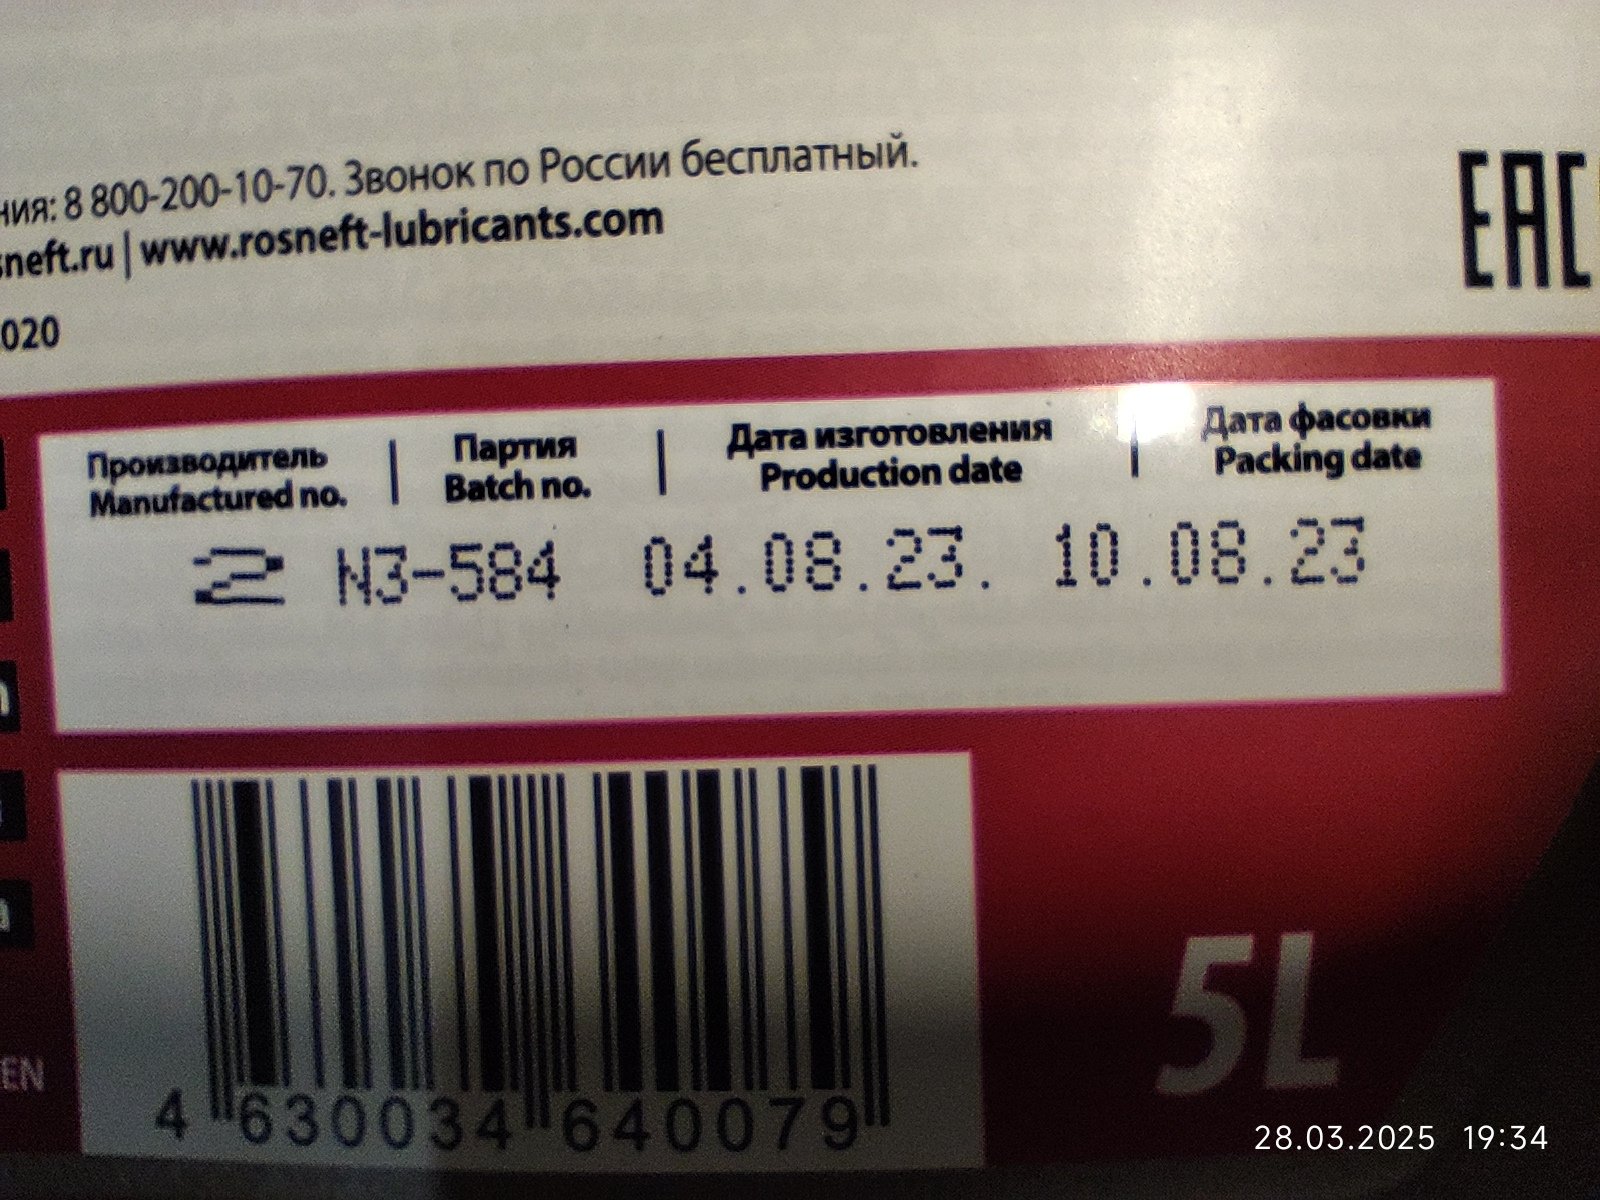 ния: 8 800-200-10-70. Звонок по России бесплатный.
sneft.ru | www.rosneft-lubricants.com
EAC
020
Производитель | Партия | Дата изготовления | Дата фасовки
Manufactured no. | Batch no. | Production date | Packing date
2 N3-584 04.08.23. 10.08.23
EN
4 630034 640079
5L
28.03.2025 19:34